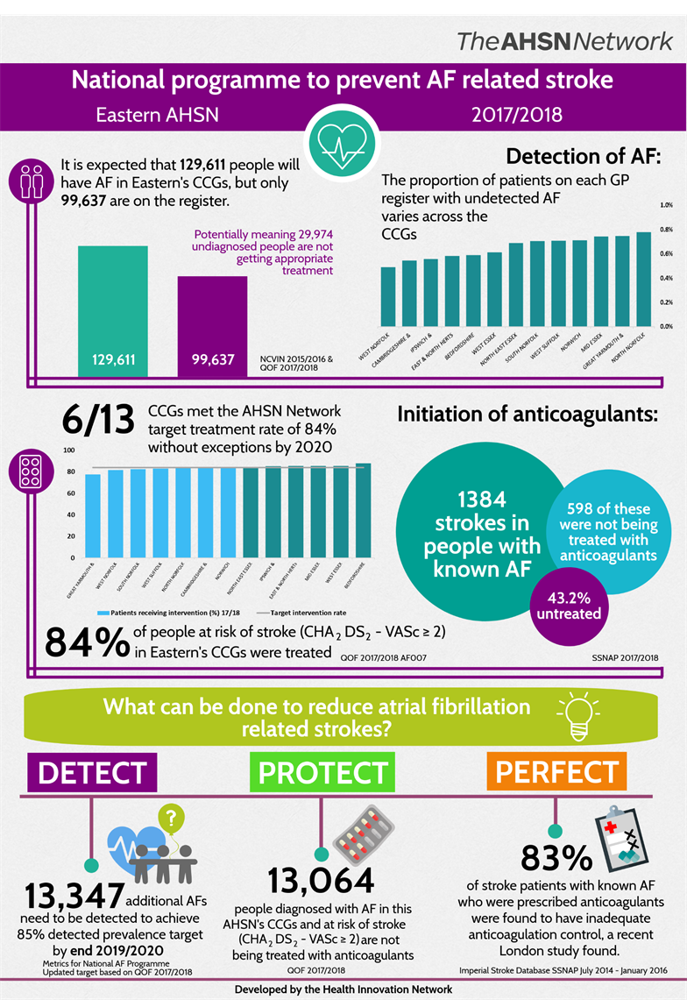 The AHSN Network
National programme to prevent AF related stroke
Eastern AHSN
2017/2018
It is expected that 129,611 people will
have AF in Eastern's CCGs, but only
99,637 are on the register.
Potentially meaning 29,974
undiagnosed people are not
getting appropriate
treatment
129,611
99,637
NCVIN 2015/2016 &
QOF 2017/2018
Detection of AF:
The proportion of patients on each GP
register with undetected AF
varies across the
CCGs
1.0%
0.8%
0.6%
0.4%
0.2%
0.0%
WEST NORFOLK
CAMBRIDGESHIRE &
IPSWICH &
EAST & NORTH HERTS
BEDFORDSHIRE
WEST ESSEX
NORTH EAST ESSEX
SOUTH NORFOLK
WEST SUFFOLK
NORWICH
MID ESSEX
GREAT YARMOUTH &
NORTH NORFOLK
6/13
CCGs met the AHSN Network
target treatment rate of 84%
without exceptions by 2020
100
80
60
40
20
0
GREAT YARMOUTH &
WEST NORFOLK
SOUTH NORFOLK
WEST SUFFOLK
NORTH NORFOLK
CAMBRIDGESHIRE &
NORWICH
NORTH EAST ESSEX
IPSWICH &
EAST & NORTH HERTS
MID ESSEX
WEST ESSEX
BEDFORDSHIRE
Patients receiving intervention (%) 17/18
Target intervention rate
84%
of people at risk of stroke (CHA2 DS2 - VASc ≥ 2)
in Eastern's CCGs were treated
QOF 2017/2018 AF007
Initiation of anticoagulants:
1384
strokes in
people with
known AF
598 of these
were not being
treated with
anticoagulants
43.2%
untreated
SSNAP 2017/2018
What can be done to reduce atrial fibrillation
related strokes?
DETECT
PROTECT
PERFECT
?
13,347 additional AFs
need to be detected to achieve
85% detected prevalence target
by end 2019/2020
Metrics for National AF Programme
Updated target based on QOF 2017/2018
13,064
people diagnosed with AF in this
AHSN's CCGs and at risk of stroke
(CHA2 DS2 - VASc ≥ 2) are not
being treated with anticoagulants
QOF 2017/2018
83%
of stroke patients with known AF
who were prescribed anticoagulants
were found to have inadequate
anticoagulation control, a recent
London study found.
Imperial Stroke Database SSNAP July 2014 - January 2016
Developed by the Health Innovation Network